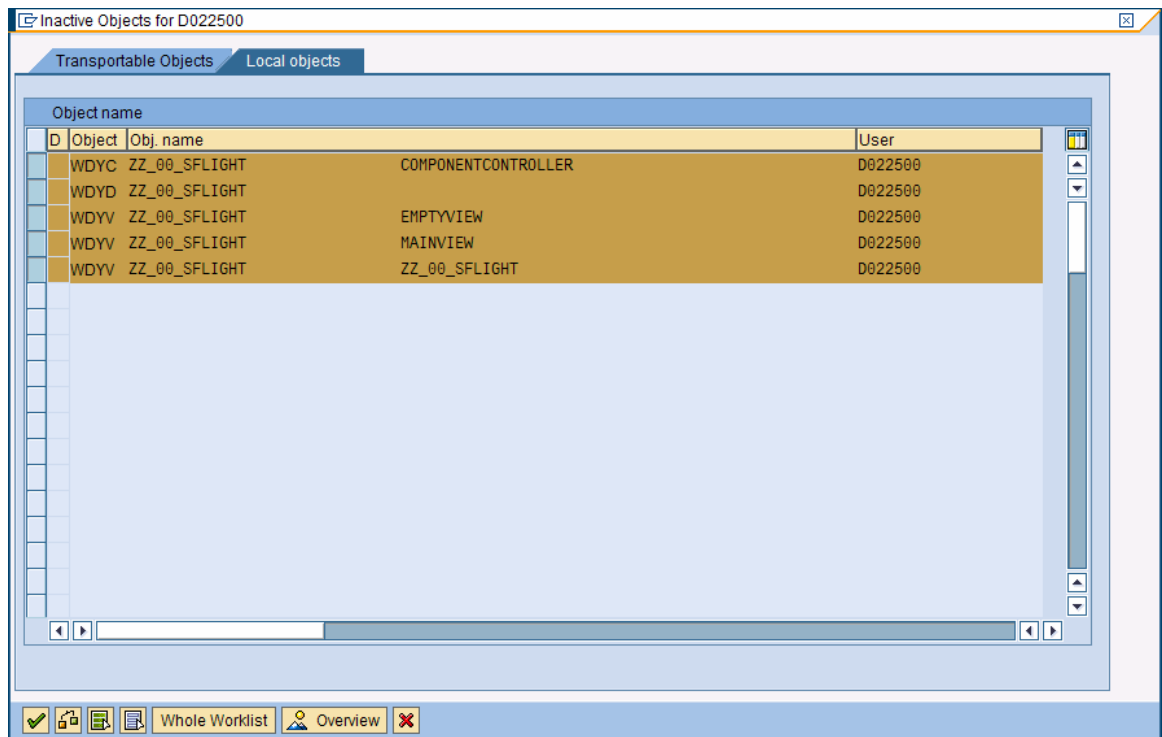 Inactive Objects for D022500
Transportable Objects Local objects
Object name
D Object Obj. name User
WDYC ZZ_00_SFLIGHT COMPONENTCONTROLLER D022500
WDYD ZZ_00_SFLIGHT D022500
WDYV ZZ_00_SFLIGHT EMPTYVIEW D022500
WDYV ZZ_00_SFLIGHT MAINVIEW D022500
WDYV ZZ_00_SFLIGHT ZZ_00_SFLIGHT D022500
Whole Worklist Overview